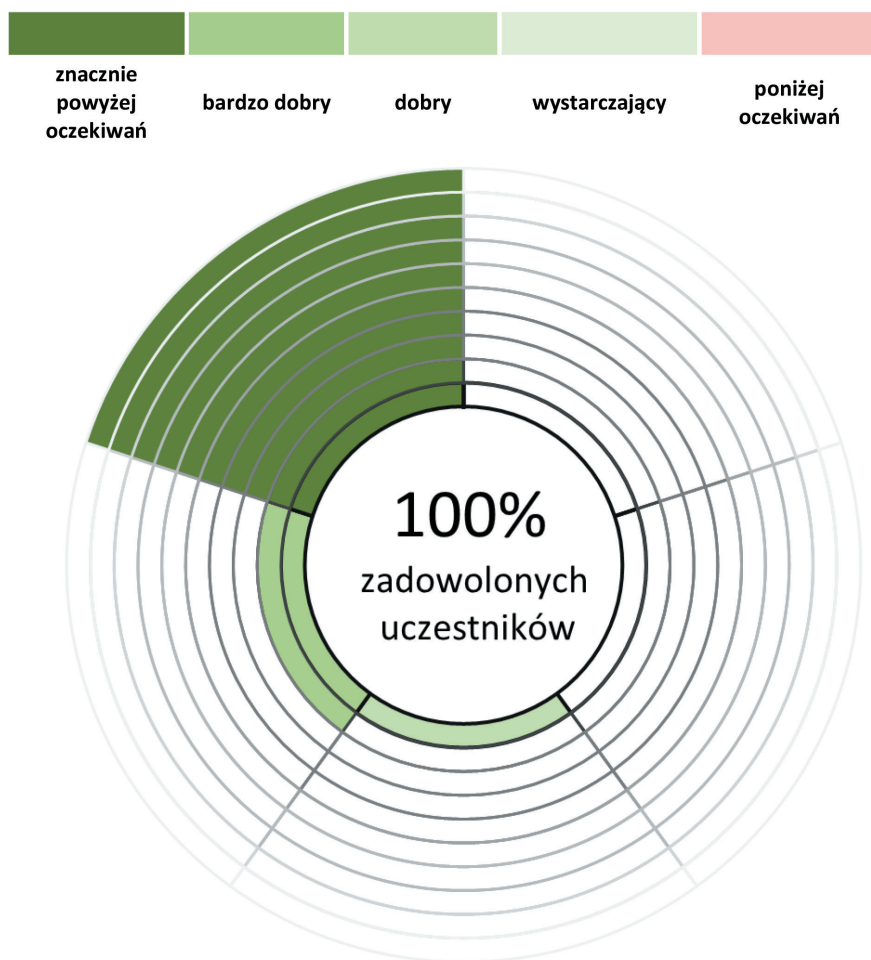 znacznie
powyżej
oczekiwań
bardzo dobry
dobry
wystarczający
poniżej
oczekiwań
100%
zadowolonych
uczestników